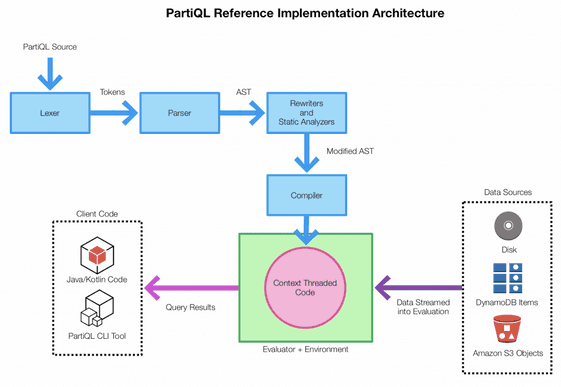 PartiQL Reference Implementation Architecture
PartiQL Source
Tokens
AST
Lexer
Parser
Rewriters
and
Static Analyzers
Modified AST
Compiler
Client Code
Data Sources
Disk
Java/Kotlin Code
Context Threaded
Code
DynamoDB Items
Query Results
Data Streamed
into Evaluation
PartiQL CLI Tool
Evaluator + Environment
Amazon S3 Objects